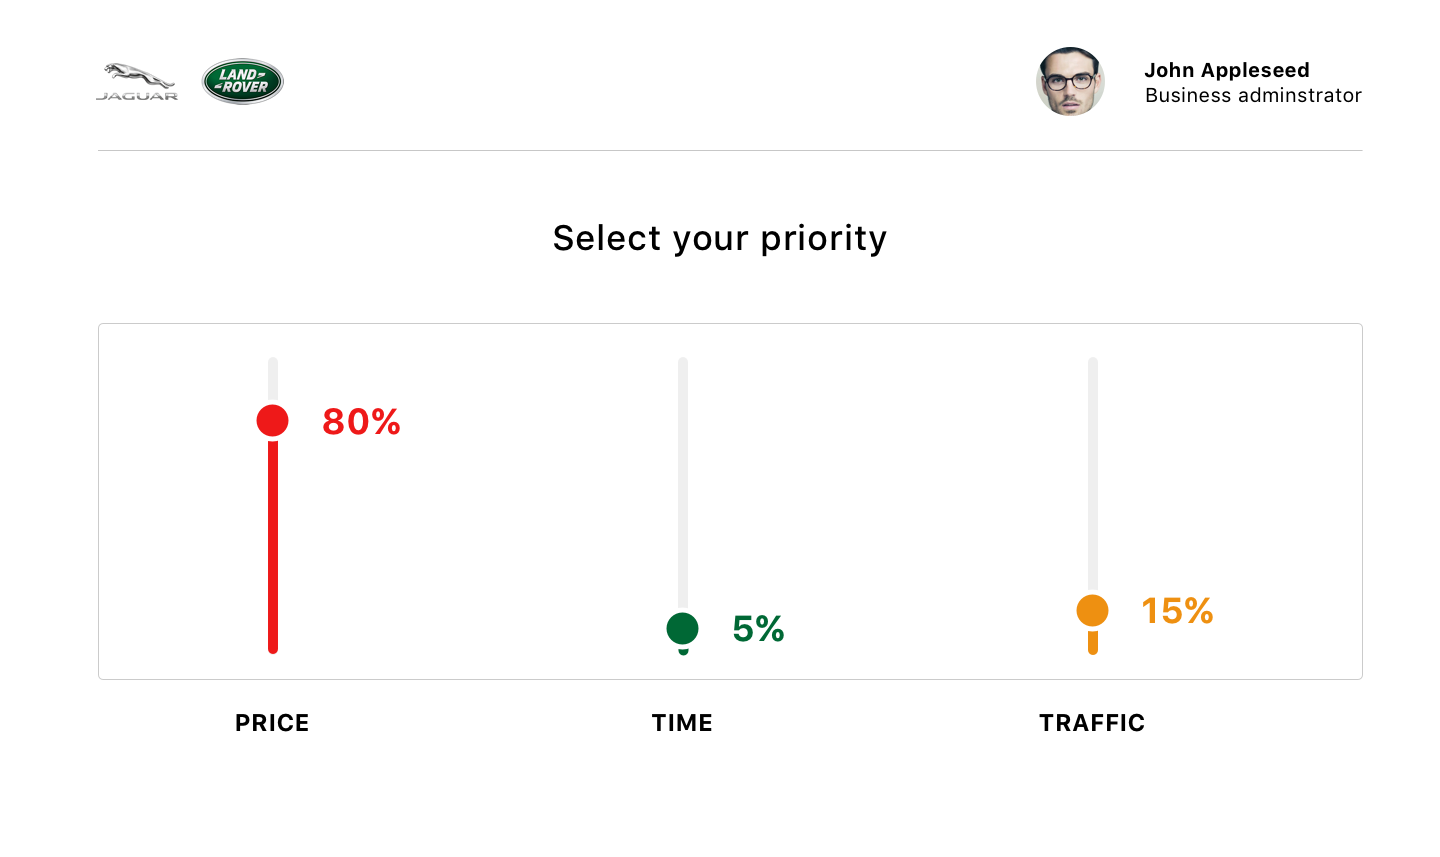 JAGUAR
LAND
ROVER
John Appleseed
Business adminstrator
Select your priority
80%
5%
15%
PRICE
TIME
TRAFFIC